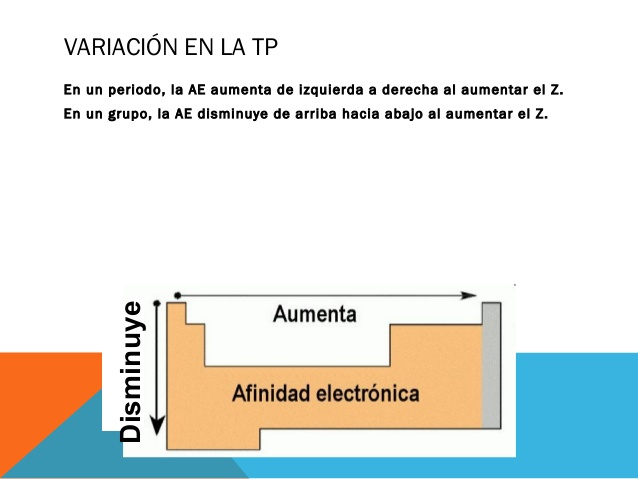 VARIACIÓN EN LA TP
En un periodo, la AE aumenta de izquierda a derecha al aumentar el Z.
En un grupo, la AE disminuye de arriba hacia abajo al aumentar el Z.
Aumenta
Disminuye
Afinidad electrónica